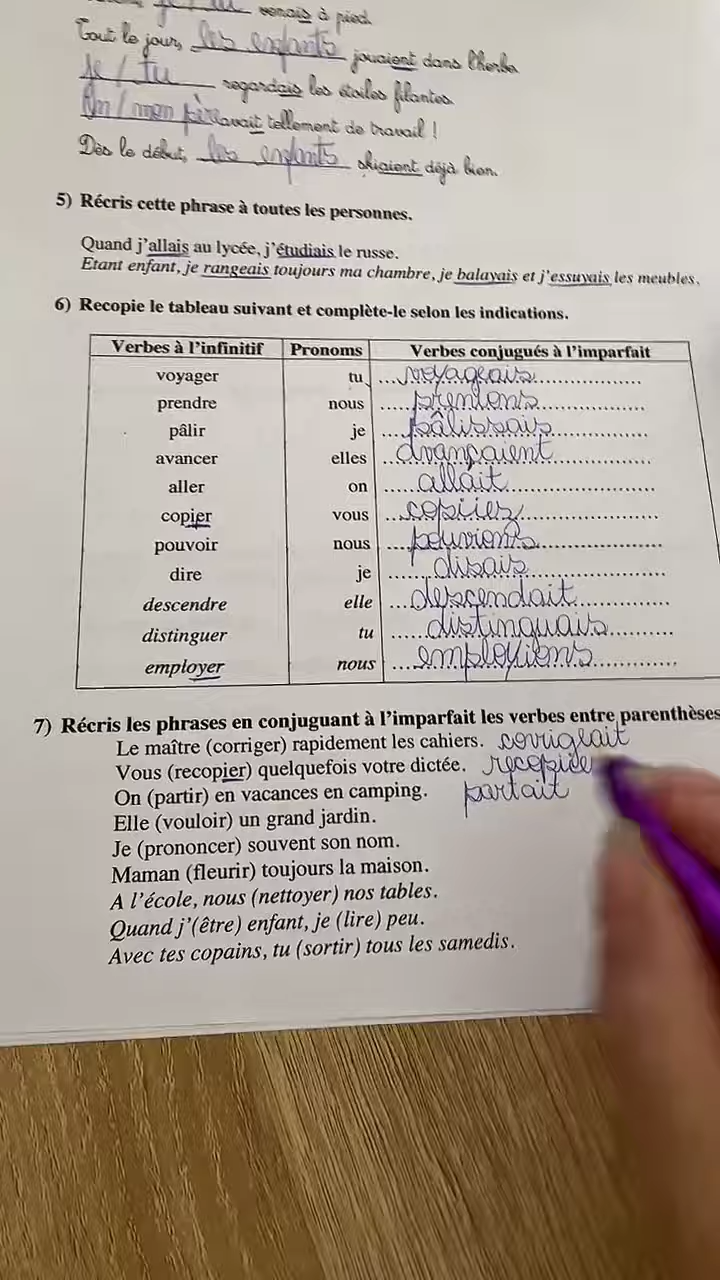 venais à pied.
Tout le jour, les enfants jouaient dans l'herbe.
Je / tu regardais les étoiles filantes.
On / mon père avait tellement de travail !
Dès le début, les enfants skiaient déjà bien.
5) Récris cette phrase à toutes les personnes.
Quand j'allais au lycée, j'étudiais le russe.
Etant enfant, je rangeais toujours ma chambre, je balayais et j'essuyais les meubles.
6) Recopie le tableau suivant et complète-le selon les indications.
Verbes à l'infinitif Pronoms Verbes conjugués à l'imparfait
voyager tu voyageais
prendre nous prenions
pâlir je pâlissais
avancer elles avançaient
aller on allait
copier vous copiiez
pouvoir nous pouvions
dire je disais
descendre elle descendait
distinguer tu distinguais
employer nous employions
7) Récris les phrases en conjuguant à l'imparfait les verbes entre parenthèses
Le maître (corriger) rapidement les cahiers. corrigeait
Vous (recopier) quelquefois votre dictée.
On (partir) en vacances en camping. partait
Elle (vouloir) un grand jardin.
Je (prononcer) souvent son nom.
Maman (fleurir) toujours la maison.
A l'école, nous (nettoyer) nos tables.
Quand j'(être) enfant, je (lire) peu.
Avec tes copains, tu (sortir) tous les samedis.